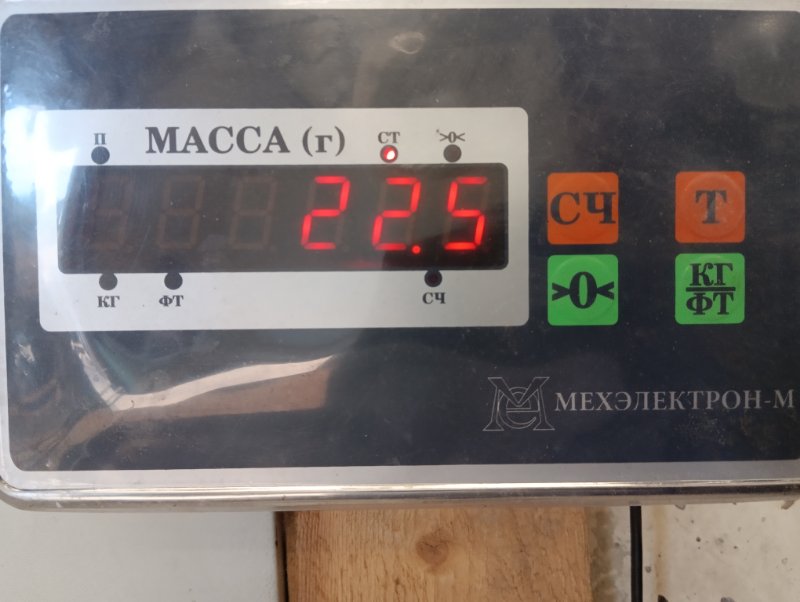 П МАССА (г) СТ >0<
22.5
КГ ФТ СЧ
СЧ Т
>0< КГ/ФТ
МЕХЭЛЕКТРОН-М